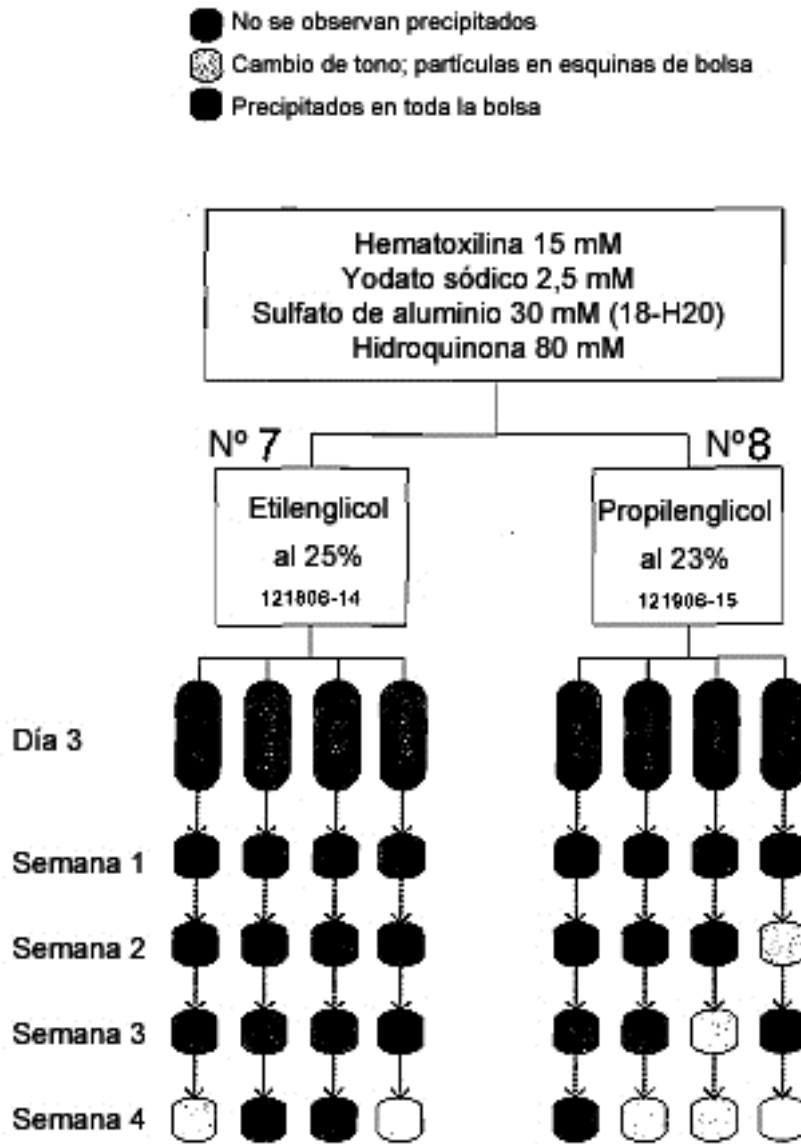 No se observan precipitados
Cambio de tono; partículas en esquinas de bolsa
Precipitados en toda la bolsa
Hematoxilina 15 mM
Yodato sódico 2,5 mM
Sulfato de aluminio 30 mM (18-H20)
Hidroquinona 80 mM
Nº 7
Nº8
Etilenglicol
al 25%
121806-14
Propilenglicol
al 23%
121906-15
Día 3
Semana 1
Semana 2
Semana 3
Semana 4